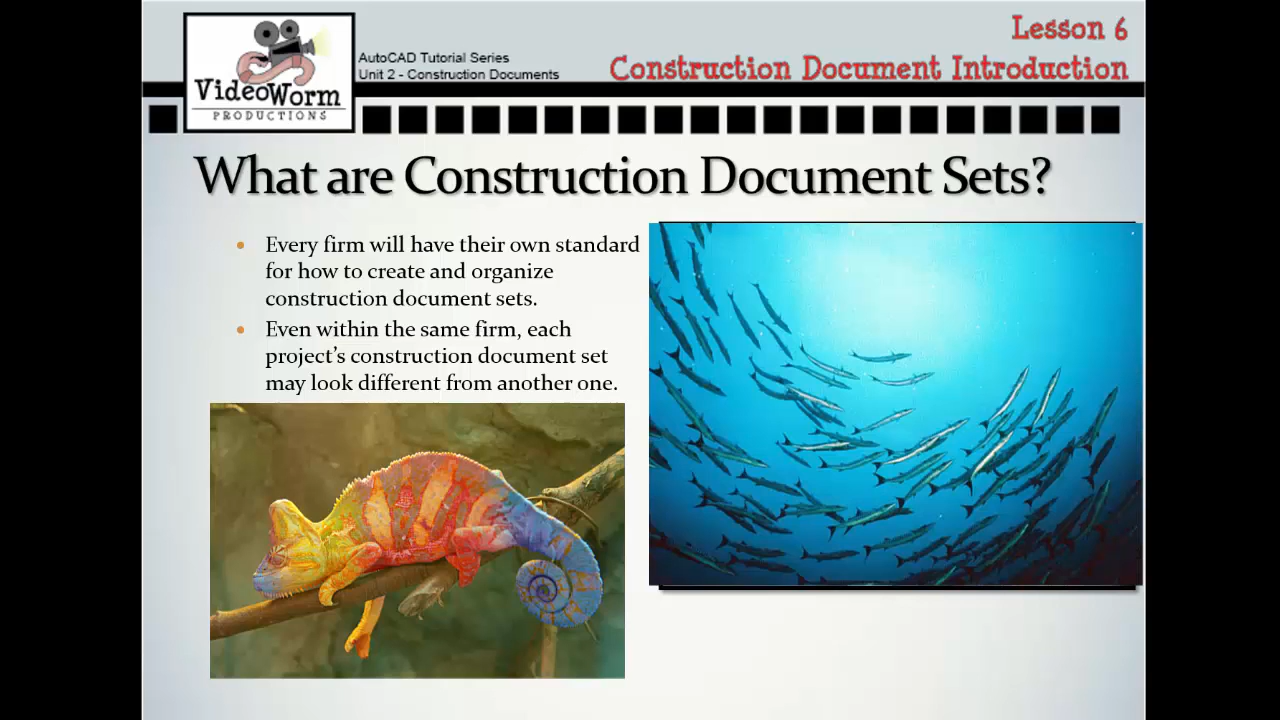 Lesson 6
AutoCAD Tutorial Series
Unit 2 - Construction Documents
Construction Document Introduction
VideoWorm
PRODUCTIONS
What are Construction Document Sets?
• Every firm will have their own standard
for how to create and organize
construction document sets.
• Even within the same firm, each
project's construction document set
may look different from another one.